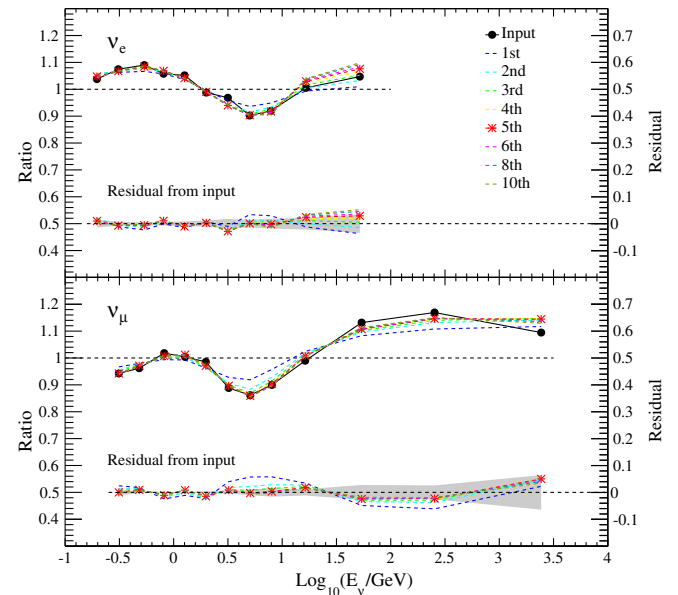 ν_e
Input
1st
2nd
3rd
4th
5th
6th
8th
10th
1.2
1.1
1
0.9
0.8
0.7
0.6
0.5
0.4
Ratio
0.7
0.6
0.5
0.4
0.3
0.2
0.1
0
-0.1
Residual
Residual from input
ν_μ
1.2
1.1
1
0.9
0.8
0.7
0.6
0.5
0.4
Ratio
0.7
0.6
0.5
0.4
0.3
0.2
0.1
0
-0.1
Residual
Residual from input
-1 -0.5 0 0.5 1 1.5 2 2.5 3 3.5 4
Log₁₀(E_ν/GeV)